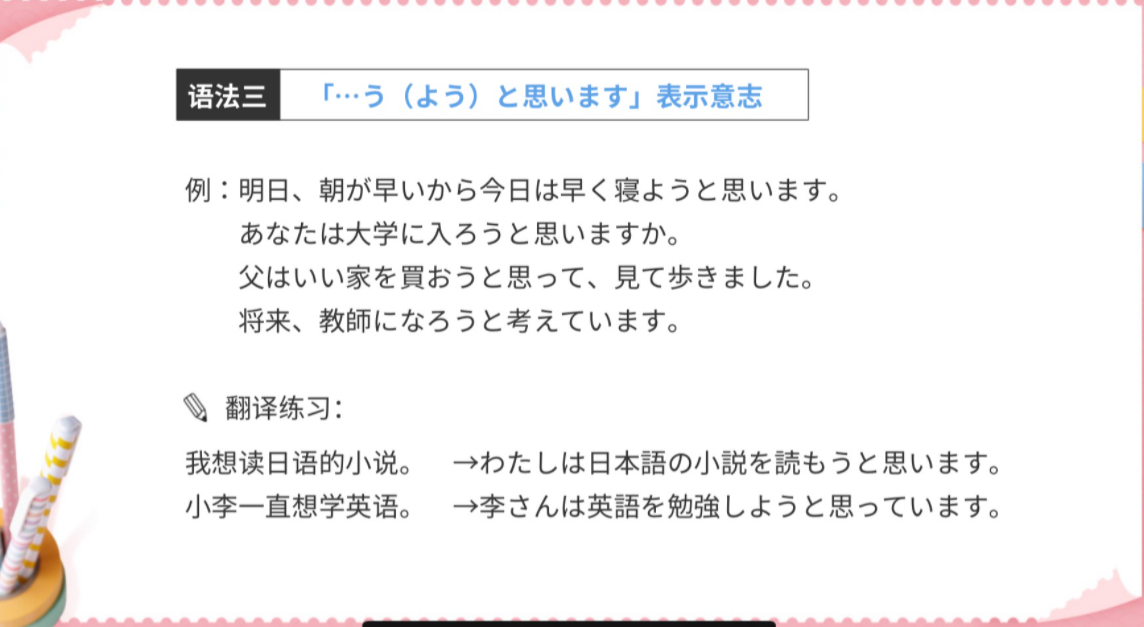 语法三 「…う（よう）と思います」表示意志
例：明日、朝が早いから今日は早く寝ようと思います。
あなたは大学に入ろうと思いますか。
父はいい家を買おうと思って、見て歩きました。
将来、教師になろうと考えています。
翻译练习：
我想读日语的小说。 →わたしは日本語の小説を読もうと思います。
小李一直想学英语。 →李さんは英語を勉強しようと思っています。